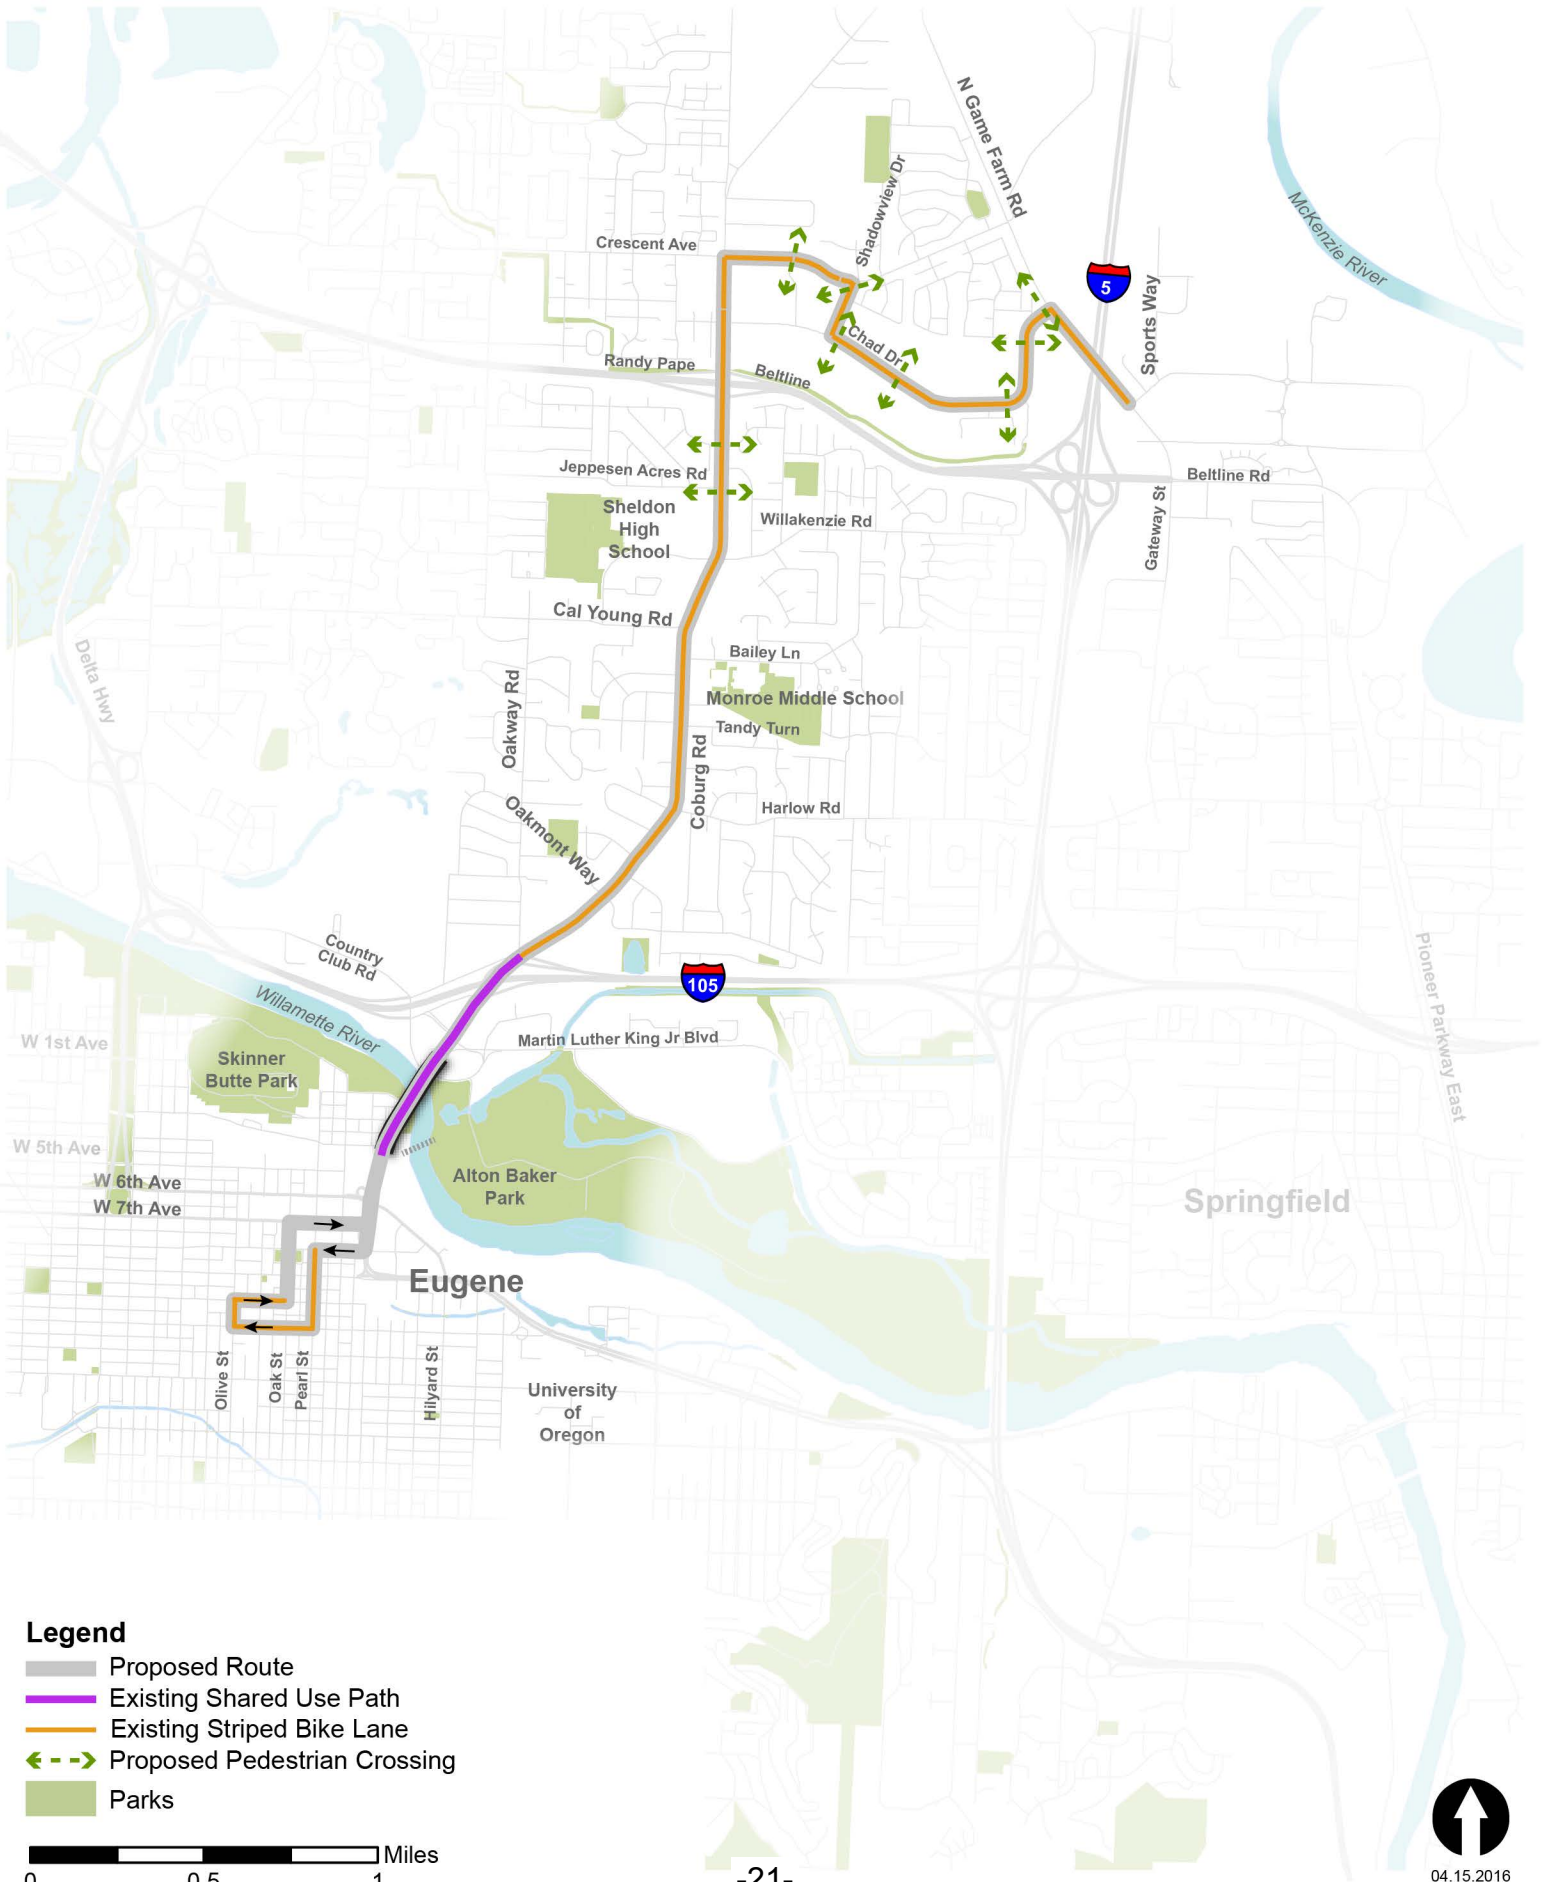 N Game Farm Rd
Shadowview Dr
McKenzie River
Crescent Ave
5
Sports Way
Chad Dr
Randy Pape
Beltline
Jeppesen Acres Rd
Beltline Rd
Sheldon
High
School
Willakenzie Rd
Gateway St
Cal Young Rd
Delta Hwy
Bailey Ln
Oakway Rd
Monroe Middle School
Tandy Turn
Coburg Rd
Harlow Rd
Oakmont Way
Country
Club Rd
Pioneer Parkway East
105
Willamette River
W 1st Ave
Martin Luther King Jr Blvd
Skinner
Butte Park
W 5th Ave
W 6th Ave
W 7th Ave
Alton Baker
Park
Springfield
Eugene
Olive St
Oak St
Pearl St
Hilyard St
University
of
Oregon
Legend
Proposed Route
Existing Shared Use Path
Existing Striped Bike Lane
Proposed Pedestrian Crossing
Parks
Miles
0 0.5 1
-21-
04.15.2016